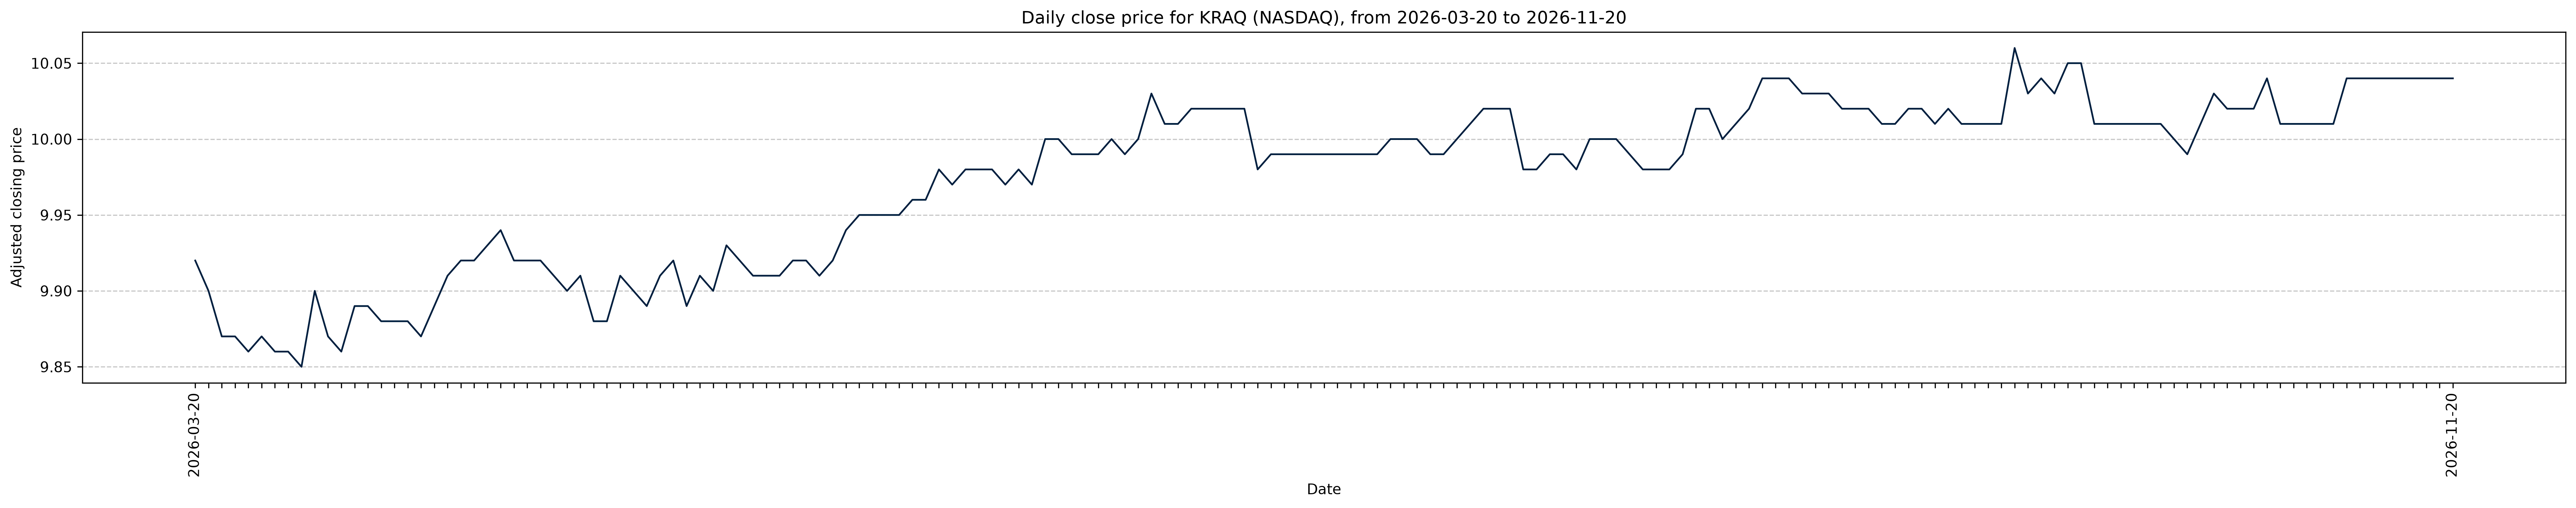 Daily close price for KRAQ (NASDAQ), from 2026-03-20 to 2026-11-20
Adjusted closing price
10.05
10.00
9.95
9.90
9.85
2026-03-20
2026-11-20
Date